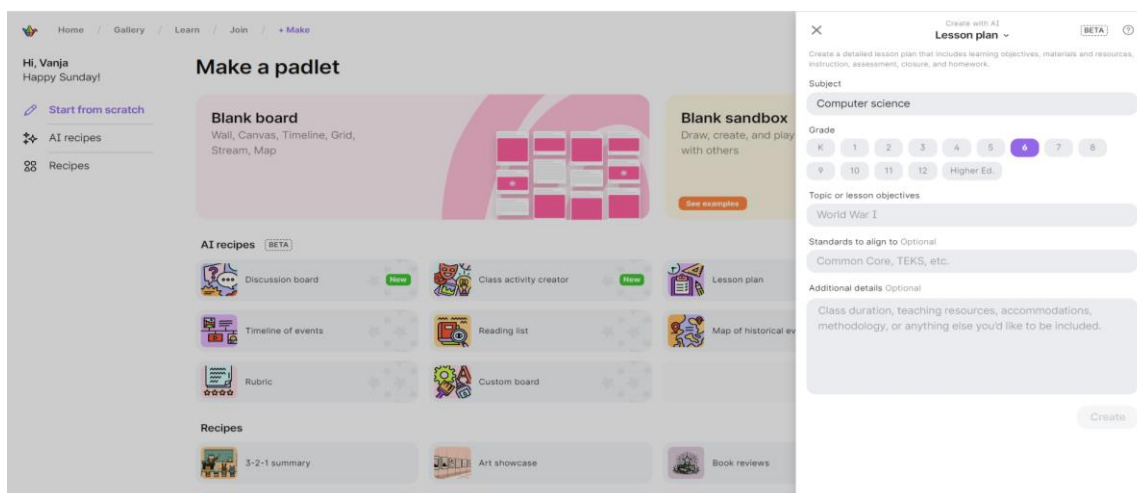 Home / Gallery / Learn / Join / + Make
Hi, Vanja
Happy Sunday!
Start from scratch
AI recipes
Recipes
Make a padlet
Blank board
Wall, Canvas, Timeline, Grid,
Stream, Map
Blank sandbox
Draw, create, and play
with others
See examples
AI recipes BETA
Discussion board New
Class activity creator New
Lesson plan
Timeline of events
Reading list
Map of historical ev
Rubric
Custom board
Recipes
3-2-1 summary
Art showcase
Book reviews
Create with AI
Lesson plan
BETA
Create a detailed lesson plan that includes learning objectives, materials and resources,
instruction, assessment, closure, and homework.
Subject
Computer science
Grade
K 1 2 3 4 5 6 7 8
9 10 11 12 Higher Ed.
Topic or lesson objectives
World War I
Standards to align to Optional
Common Core, TEKS, etc.
Additional details Optional
Class duration, teaching resources, accommodations,
methodology, or anything else you'd like to be included.
Create